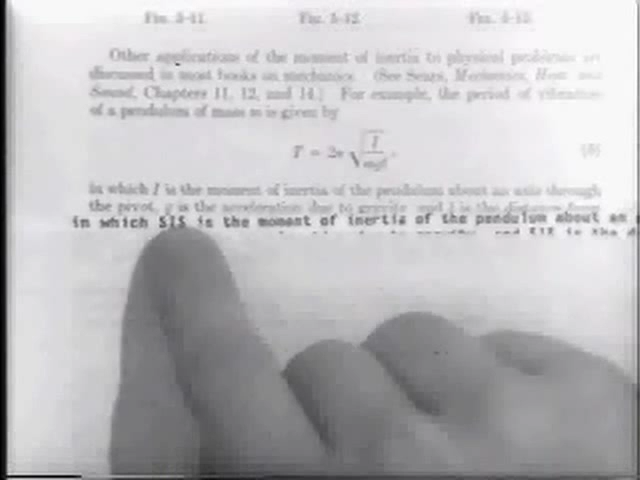 Fig. 5-11. Fig. 5-12. Fig. 5-13.
Other applications of the moment of inertia to physical problems are
discussed in most books on mechanics. (See Sears, Mechanics, Heat and
Sound, Chapters 11, 12, and 14.) For example, the period of vibration
of a pendulum of mass m is given by
T = 2π √(I/mgl),
in which I is the moment of inertia of the pendulum about an axis through
the pivot, g is the acceleration due to gravity and l is the distance from
in which $I$ is the moment of inertia of the pendulum about an
gravity, and $l$ is the d